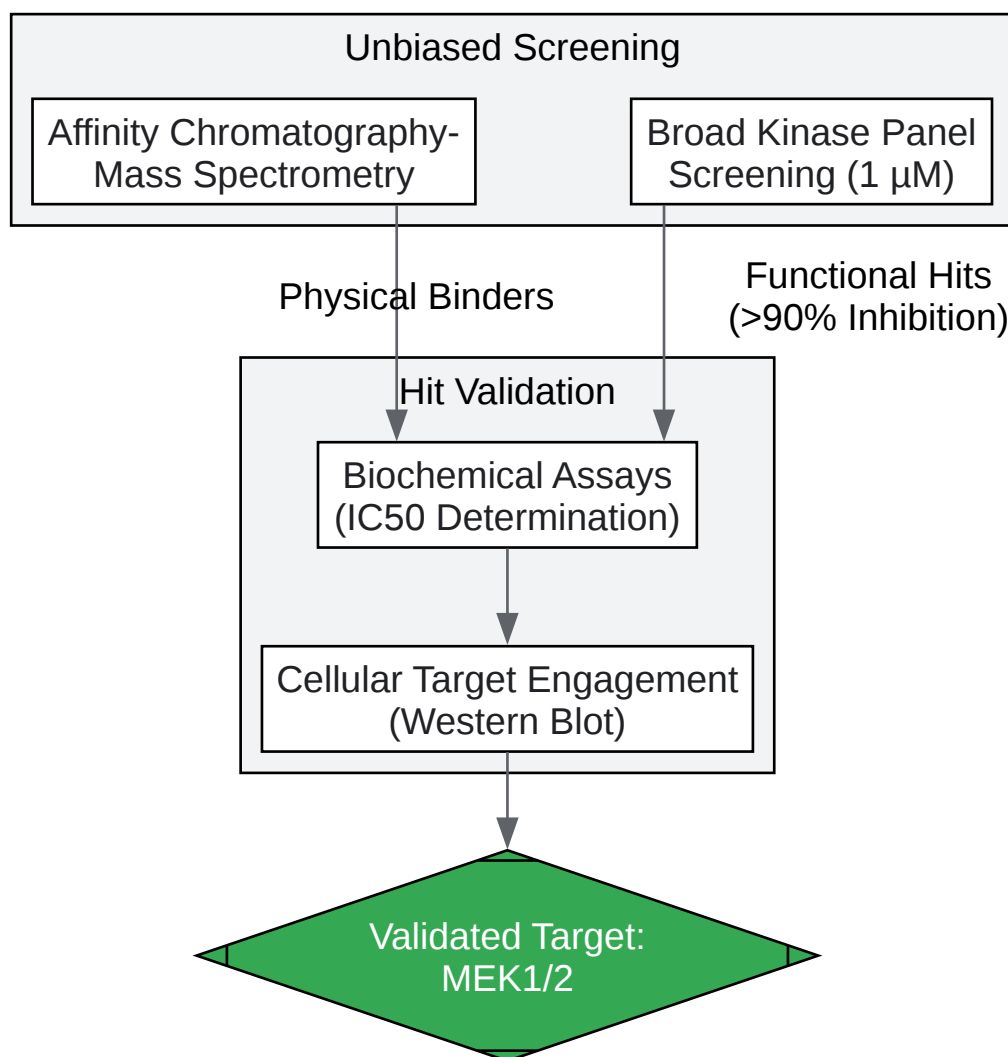 Unbiased Screening
Affinity Chromatography-
Mass Spectrometry
Broad Kinase Panel
Screening (1 µM)
Physical Binders
Functional Hits
(>90% Inhibition)
Hit Validation
Biochemical Assays
(IC50 Determination)
Cellular Target Engagement
(Western Blot)
Validated Target:
MEK1/2